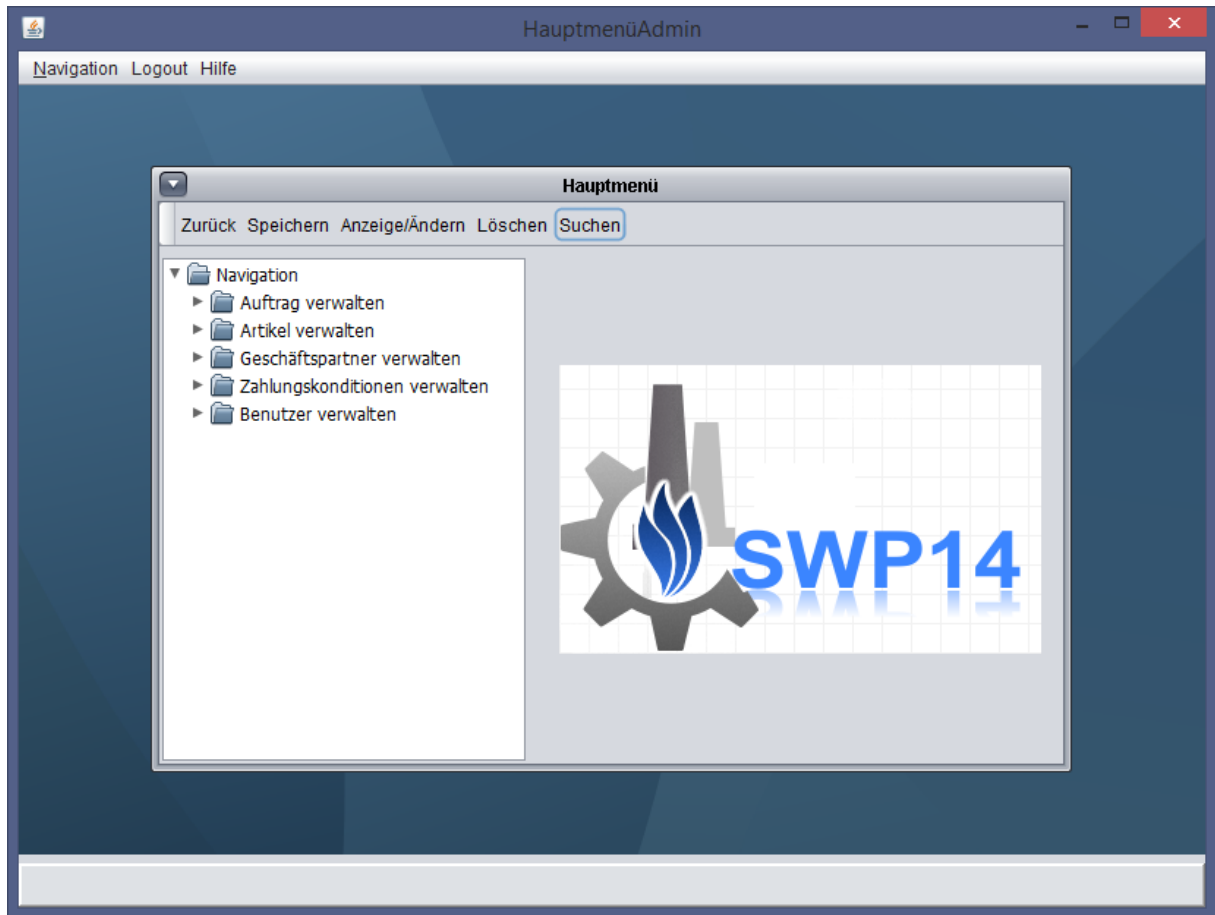 HauptmenüAdmin
Navigation Logout Hilfe
Hauptmenü
Zurück Speichern Anzeige/Ändern Löschen Suchen
Navigation
Auftrag verwalten
Artikel verwalten
Geschäftspartner verwalten
Zahlungskonditionen verwalten
Benutzer verwalten
SWP14